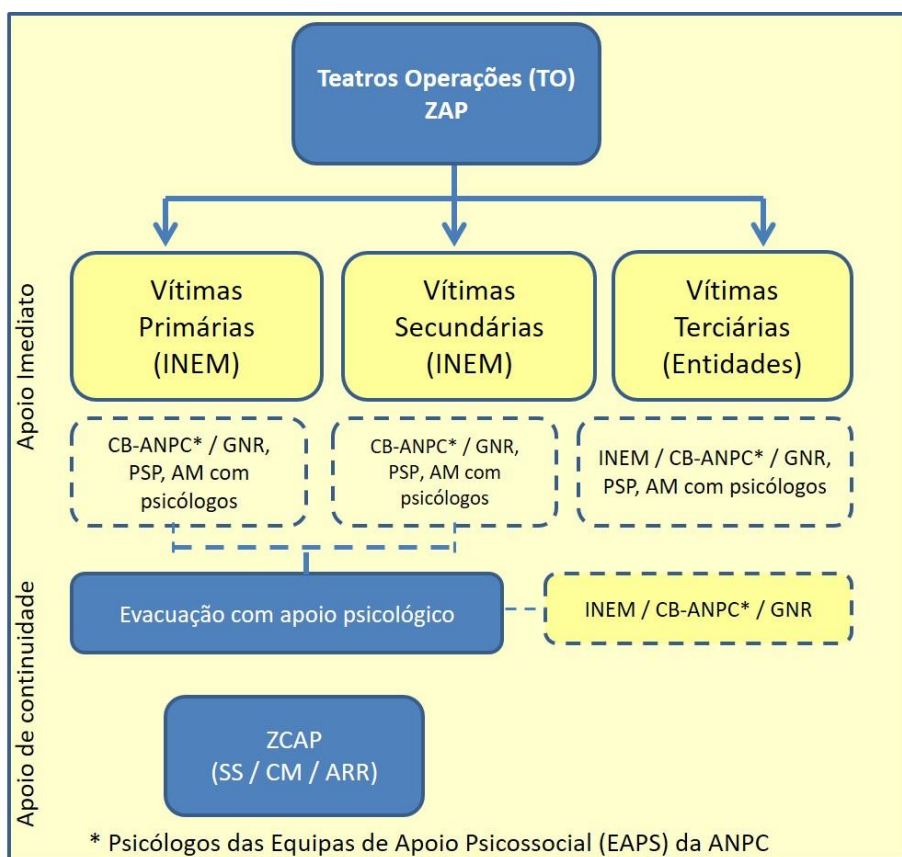 Teatros Operações (TO)
ZAP
Apoio Imediato
Vítimas
Primárias
(INEM)
Vítimas
Secundárias
(INEM)
Vítimas
Terciárias
(Entidades)
CB-ANPC* / GNR,
PSP, AM com
psicólogos
CB-ANPC* / GNR,
PSP, AM com
psicólogos
INEM / CB-ANPC* / GNR,
PSP, AM com psicólogos
Apoio de continuidade
Evacuação com apoio psicológico
INEM / CB-ANPC* / GNR
ZCAP
(SS / CM / ARR)
* Psicólogos das Equipas de Apoio Psicossocial (EAPS) da ANPC